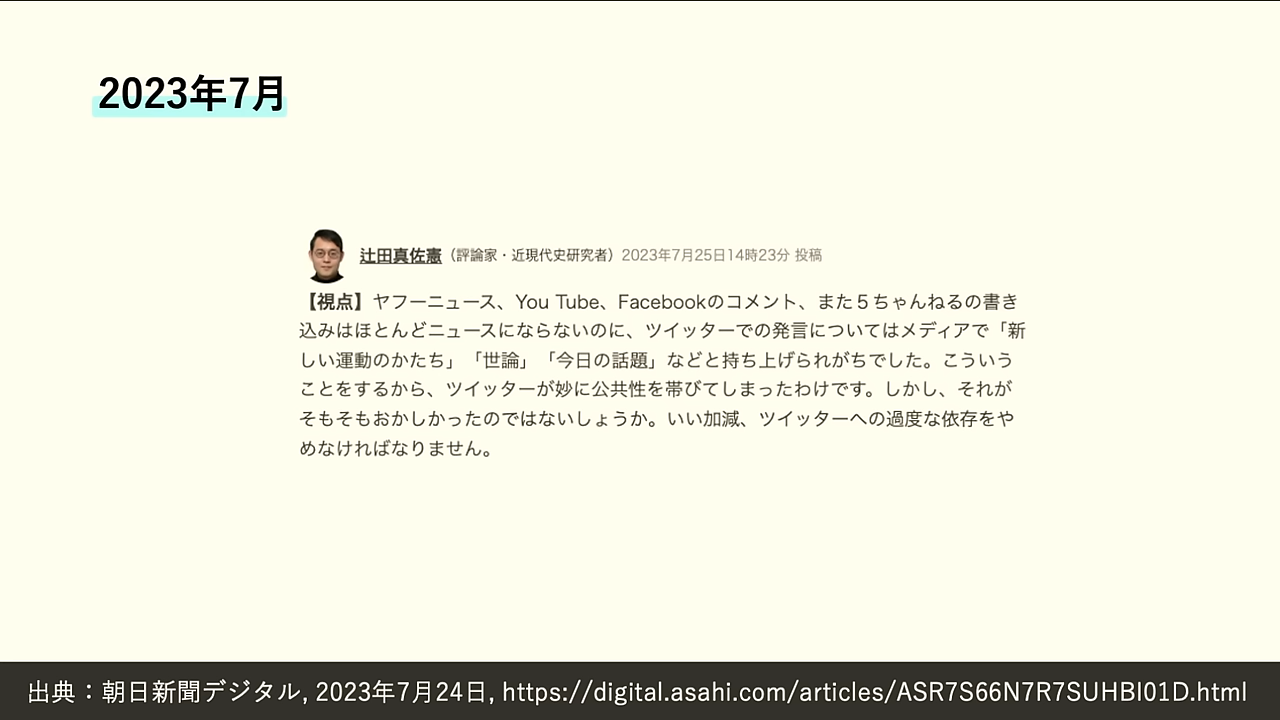 2023年7月
辻田真佐憲（評論家・近現代史研究者）2023年7月25日14時23分 投稿
【視点】ヤフーニュース、You Tube、Facebookのコメント、また５ちゃんねるの書き
込みはほとんどニュースにならないのに、ツイッターでの発言についてはメディアで「新
しい運動のかたち」「世論」「今日の話題」などと持ち上げられがちでした。こういう
ことをするから、ツイッターが妙に公共性を帯びてしまったわけです。しかし、それが
そもそもおかしかったのではないしょうか。いい加減、ツイッターへの過度な依存をや
めなければなりません。
出典：朝日新聞デジタル, 2023年7月24日, https://digital.asahi.com/articles/ASR7S66N7R7SUHBI01D.html